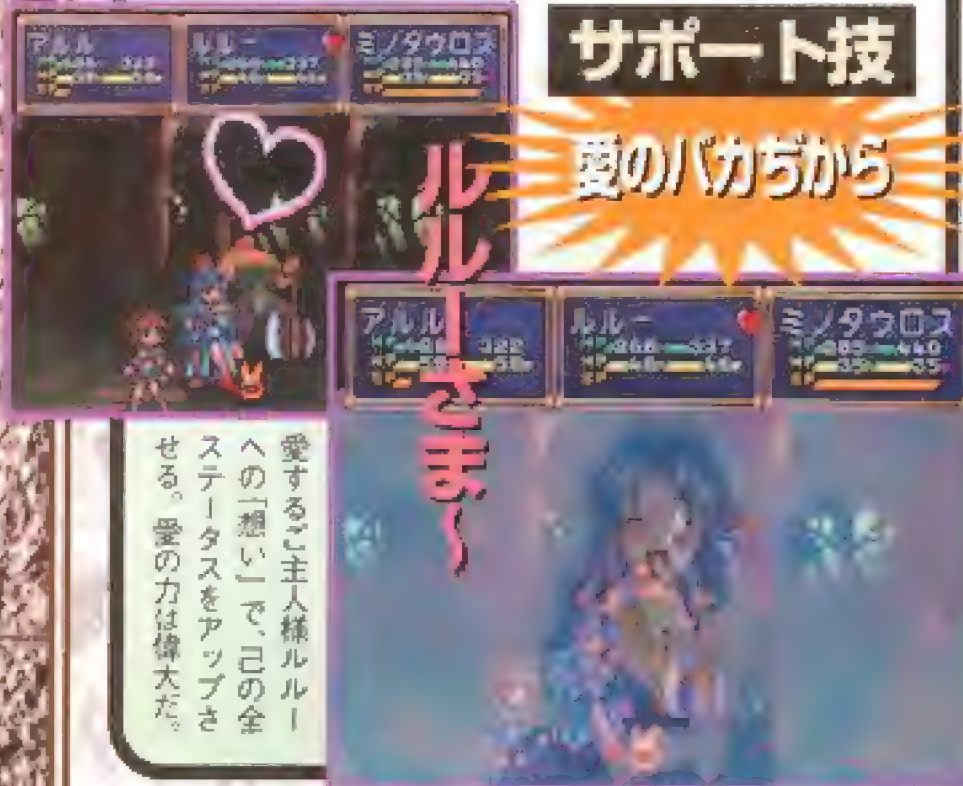 サポート技
愛のバカぢから
アルル
ルルー
ミノタウロス
ルルーさま〜
アルル
ルルー
ミノタウロス
愛するご主人様ルルー
への「想い」で、己の全
ステータスをアップさ
せる。愛の力は偉大だ。